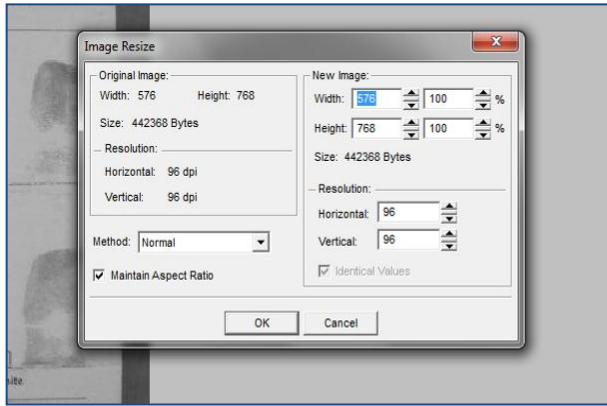 Image Resize
Original Image:
Width: 576 Height: 768
Size: 442368 Bytes
Resolution:
Horizontal: 96 dpi
Vertical: 96 dpi
Method: Normal
Maintain Aspect Ratio
New Image:
Width: 576 100 %
Height: 768 100 %
Size: 442368 Bytes
Resolution:
Horizontal: 96
Vertical: 96
Identical Values
OK Cancel